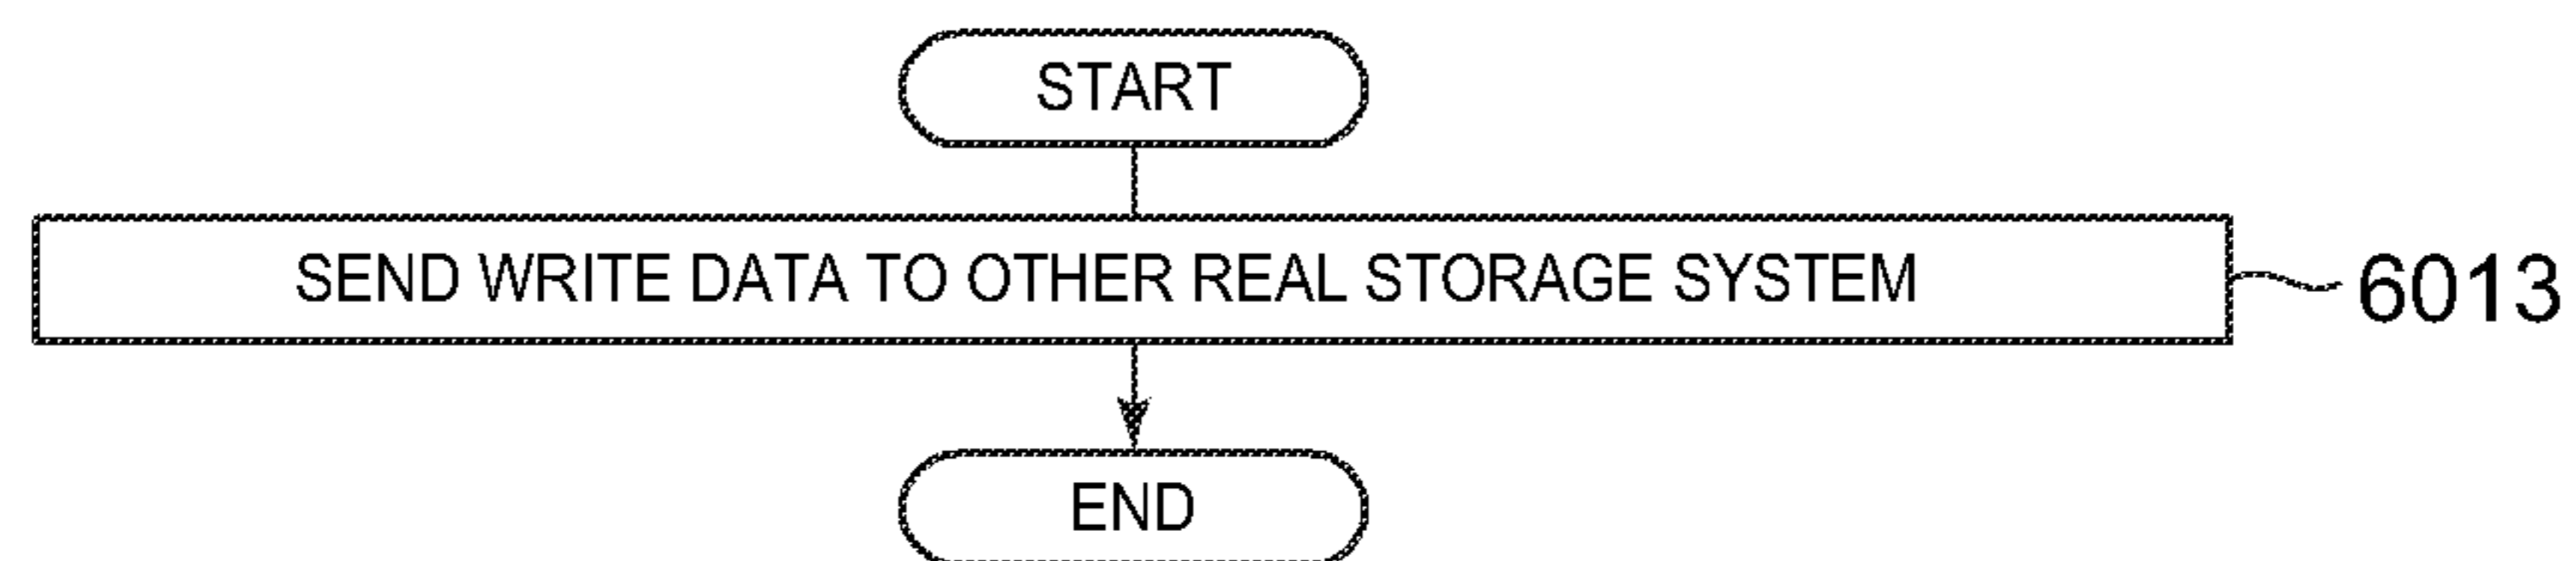 START
SEND WRITE DATA TO OTHER REAL STORAGE SYSTEM
6013
END